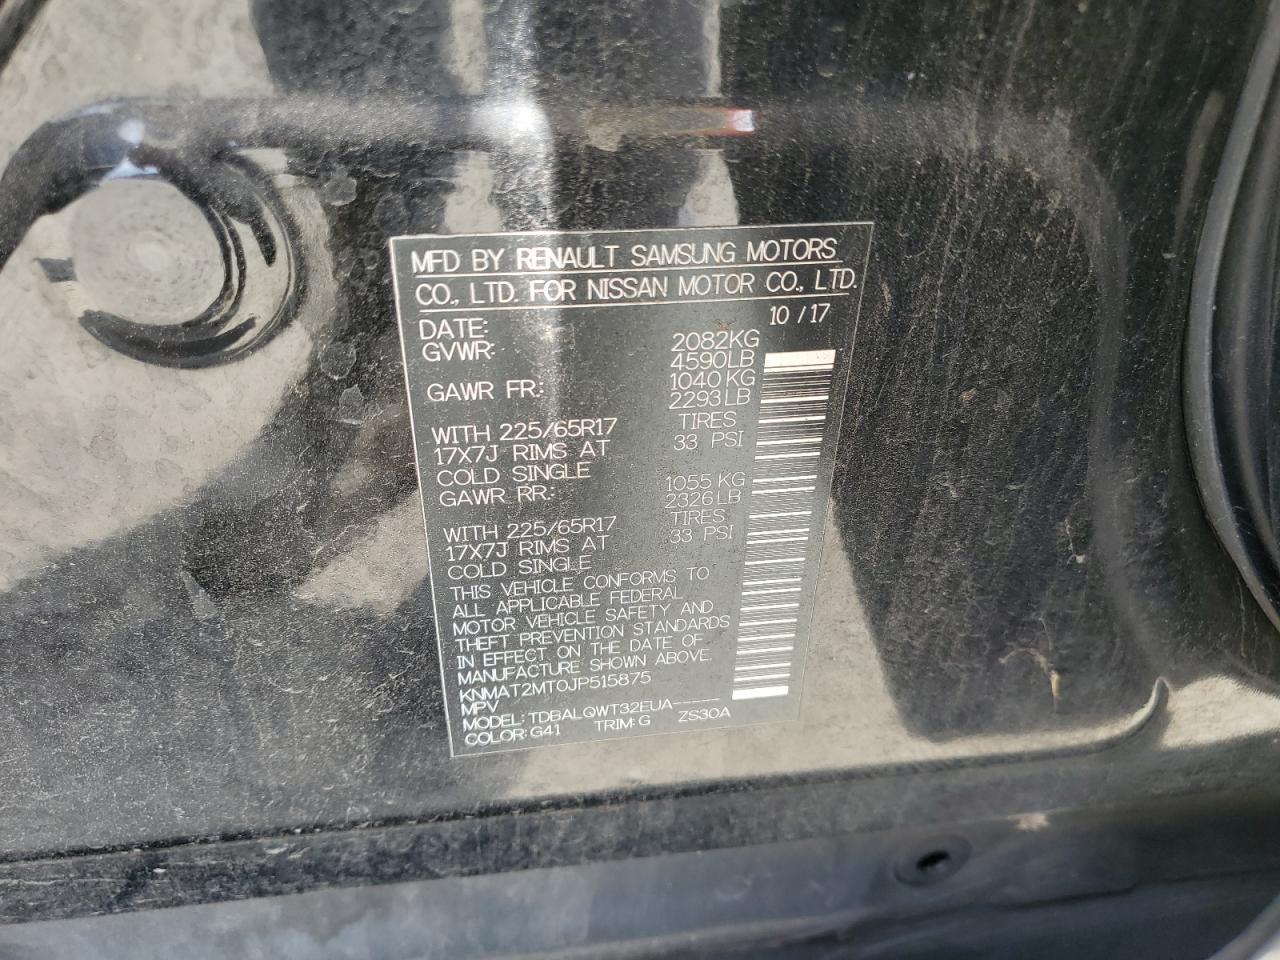 MFD BY RENAULT SAMSUNG MOTORS
CO., LTD. FOR NISSAN MOTOR CO., LTD.
DATE: 10 / 17
GVWR: 2082KG
4590LB
GAWR FR: 1040 KG
2293 LB
WITH 225/65R17 TIRES
17X7J RIMS AT 33 PSI
COLD SINGLE
GAWR RR: 1055 KG
2326 LB
WITH 225/65R17 TIRES
17X7J RIMS AT 33 PSI
COLD SINGLE
THIS VEHICLE CONFORMS TO
ALL APPLICABLE FEDERAL
MOTOR VEHICLE SAFETY AND
THEFT PREVENTION STANDARDS
IN EFFECT ON THE DATE OF
MANUFACTURE SHOWN ABOVE.
KNMAT2MT0JP515875
MPV
MODEL: TDBALQWT32EUA-----
COLOR: G41 TRIM: G ZS30A